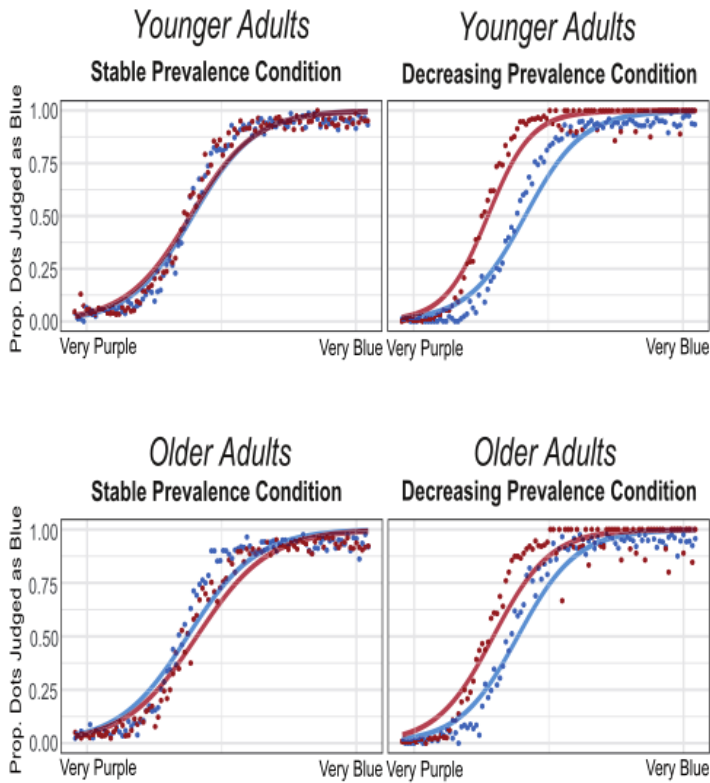 Younger Adults
Younger Adults
Stable Prevalence Condition
Decreasing Prevalence Condition
Prop. Dots Judged as Blue
1.00
0.75
0.50
0.25
0.00
Very Purple
Very Blue
Very Purple
Very Blue
Older Adults
Older Adults
Stable Prevalence Condition
Decreasing Prevalence Condition
Prop. Dots Judged as Blue
1.00
0.75
0.50
0.25
0.00
Very Purple
Very Blue
Very Purple
Very Blue